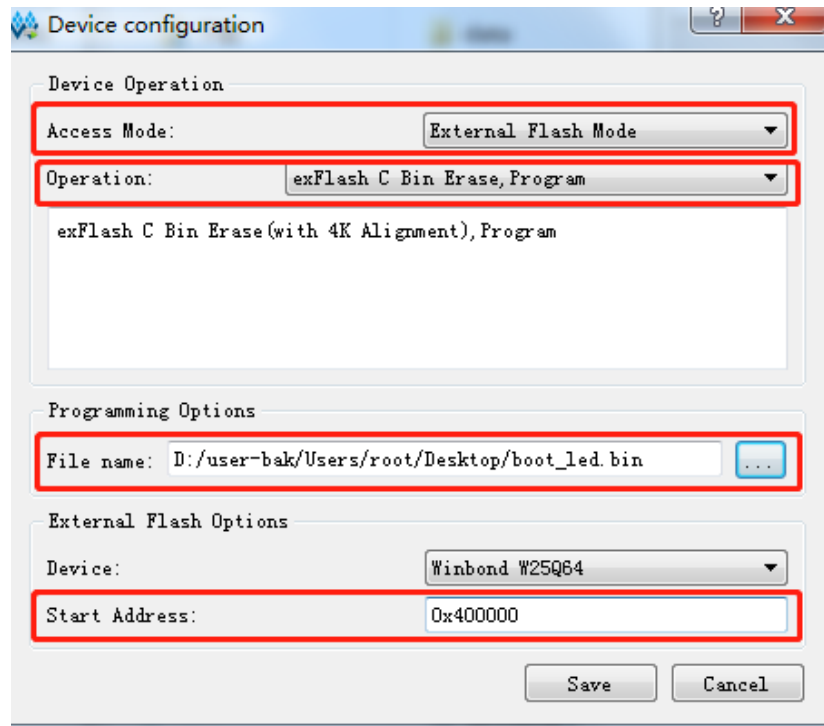 Device configuration
Device Operation
Access Mode: External Flash Mode
Operation: exFlash C Bin Erase,Program
exFlash C Bin Erase(with 4K Alignment),Program
Programming Options
File name: D:/user-bak/Users/root/Desktop/boot_led.bin ...
External Flash Options
Device: Winbond W25Q64
Start Address: 0x400000
Save Cancel